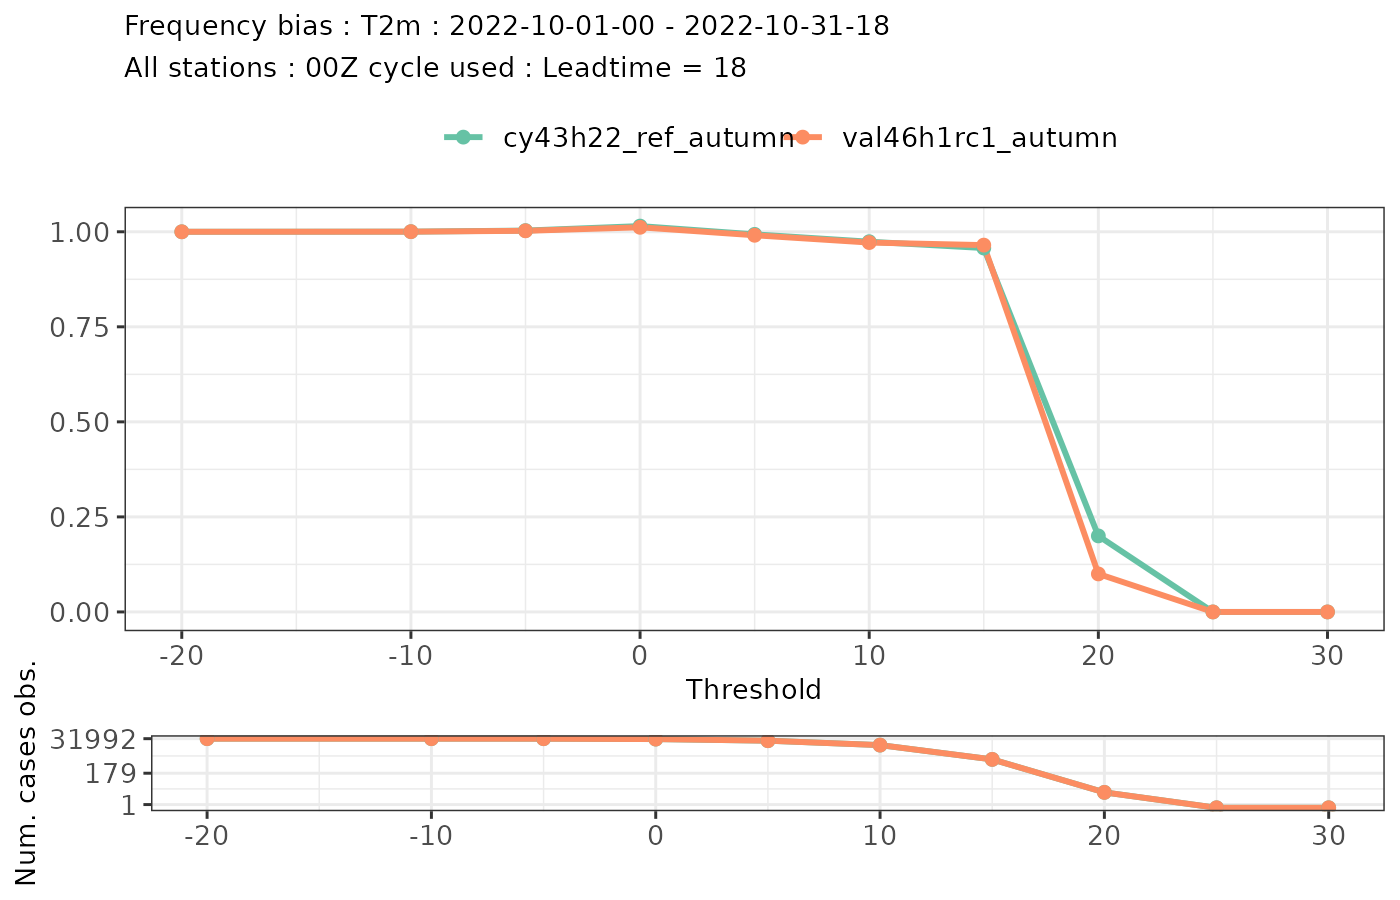 Frequency bias : T2m : 2022-10-01-00 - 2022-10-31-18
All stations : 00Z cycle used : Leadtime = 18
cy43h22_ref_autumn val46h1rc1_autumn
1.00
0.75
0.50
0.25
0.00
-20 -10 0 10 20 30
Threshold
Num. cases obs.
31992
179
1
-20 -10 0 10 20 30